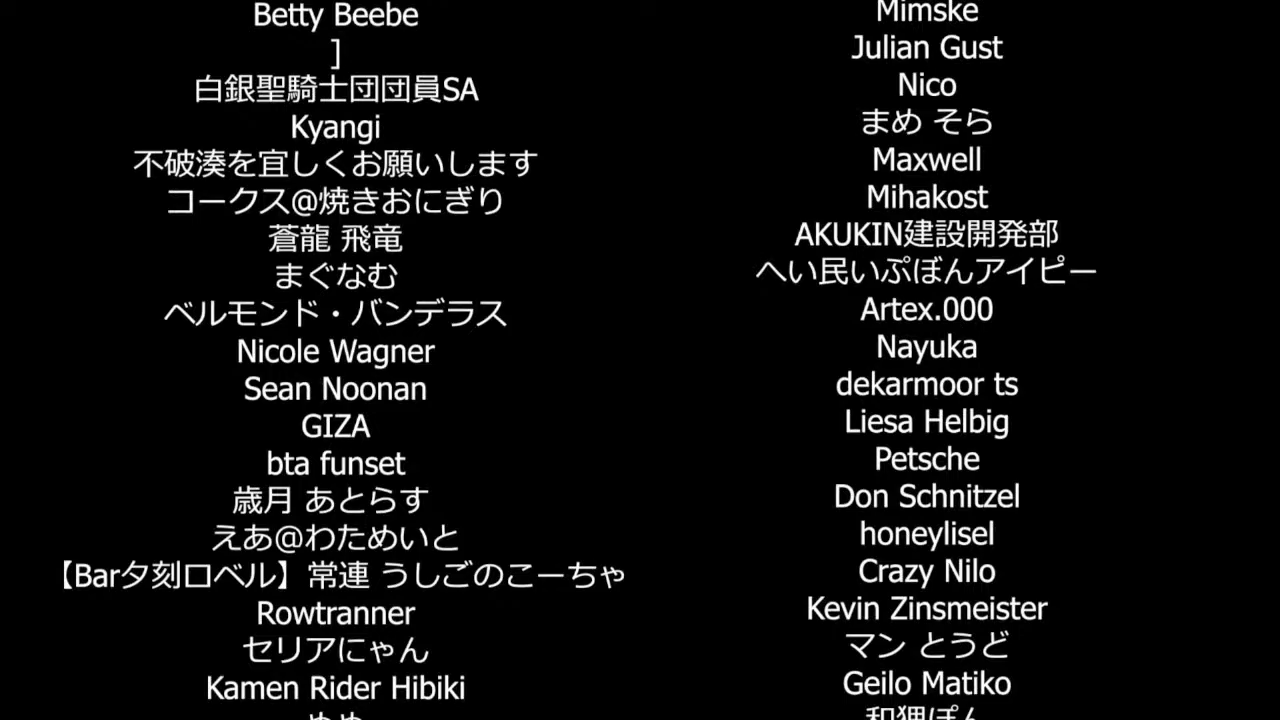 Betty Beebe
]
白銀聖騎士団団員SA
Kyangi
不破湊を宜しくお願いします
コークス@焼きおにぎり
蒼龍 飛竜
まぐなむ
ベルモンド・バンデラス
Nicole Wagner
Sean Noonan
GIZA
bta funset
歳月 あとらす
えあ@わためいと
【Bar夕刻ロベル】常連 うしごのこーちゃ
Rowtranner
セリアにゃん
Kamen Rider Hibiki
Mimske
Julian Gust
Nico
まめ そら
Maxwell
Mihakost
AKUKIN建設開発部
へい民いぷぼんアイピー
Artex.000
Nayuka
dekarmoor ts
Liesa Helbig
Petsche
Don Schnitzel
honeylisel
Crazy Nilo
Kevin Zinsmeister
マン とうど
Geilo Matiko
和狸ぽん